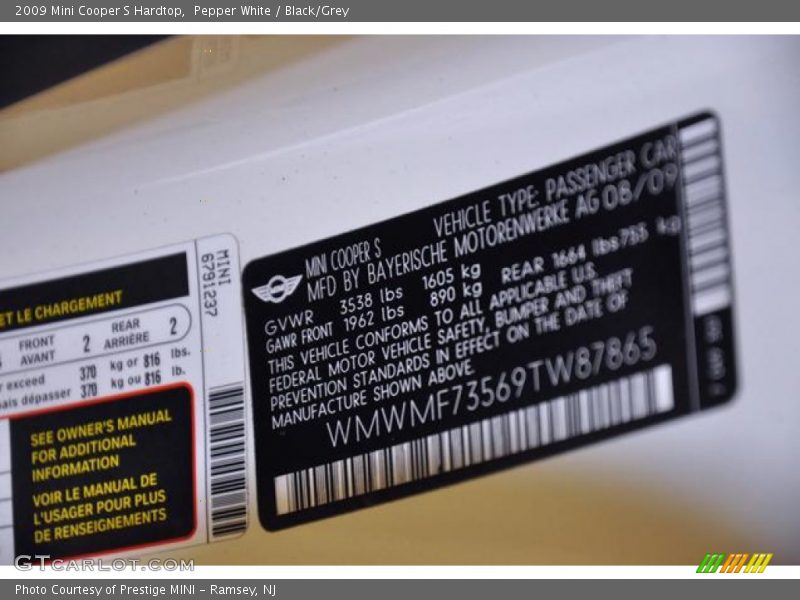 2009 Mini Cooper S Hardtop,  Pepper White / Black/Grey
ET LE CHARGEMENT
FRONT
AVANT 2
REAR
ARRIÈRE 2
exceed 370 kg or 816 lbs.
dépasser 370 kg ou 816 lb.
SEE OWNER'S MANUAL
FOR ADDITIONAL
INFORMATION
VOIR LE MANUAL DE
L'USAGER POUR PLUS
DE RENSEIGNEMENTS
MINI
6791237
MINI COOPER S VEHICLE TYPE: PASSENGER CAR
MFD BY BAYERISCHE MOTORENWERKE AG 08/09
GVWR 3538 lbs 1605 kg
GAWR FRONT 1962 lbs 890 kg REAR 1664 lbs 755 kg
THIS VEHICLE CONFORMS TO ALL APPLICABLE U.S.
FEDERAL MOTOR VEHICLE SAFETY, BUMPER AND THEFT
PREVENTION STANDARDS IN EFFECT ON THE DATE OF
MANUFACTURE SHOWN ABOVE.
WMWMF73569TW87865
GTCARLOT.COM
Photo Courtesy of Prestige MINI – Ramsey, NJ